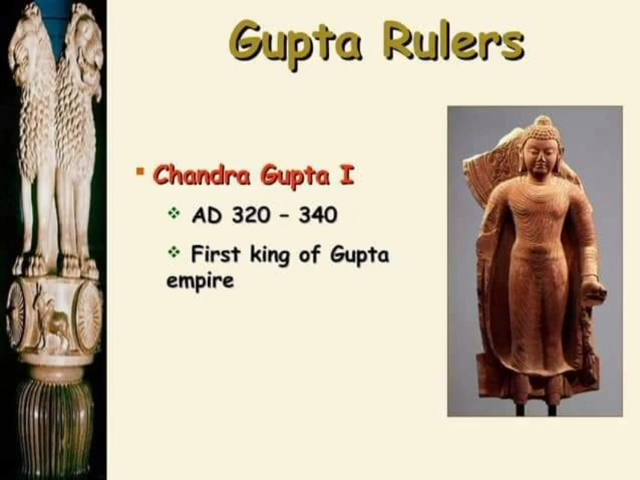 Gupta Rulers
Chandra Gupta I
AD 320 – 340
First king of Gupta
empire